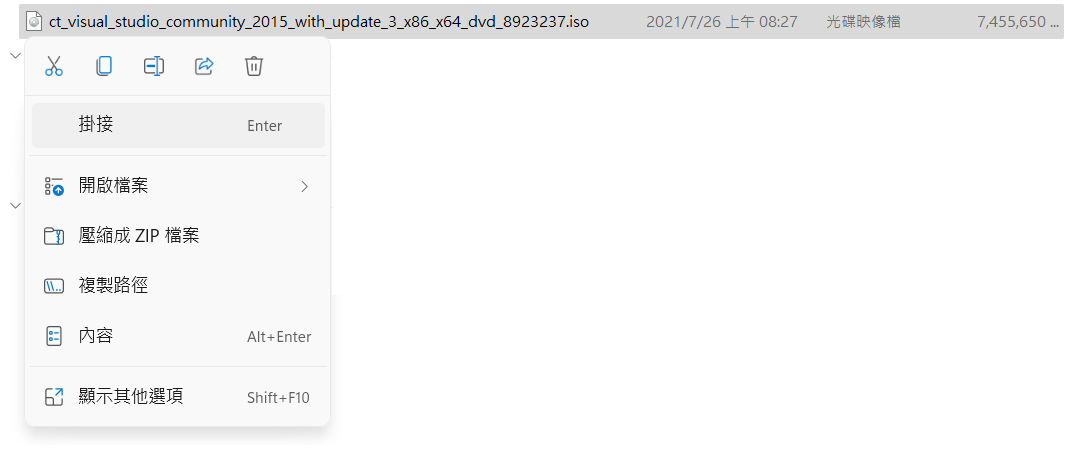 ct_visual_studio_community_2015_with_update_3_x86_x64_dvd_8923237.iso 2021/7/26 上午 08:27 光碟映像檔 7,455,650 ...
掛接 Enter
開啟檔案
壓縮成 ZIP 檔案
複製路徑
內容 Alt+Enter
顯示其他選項 Shift+F10